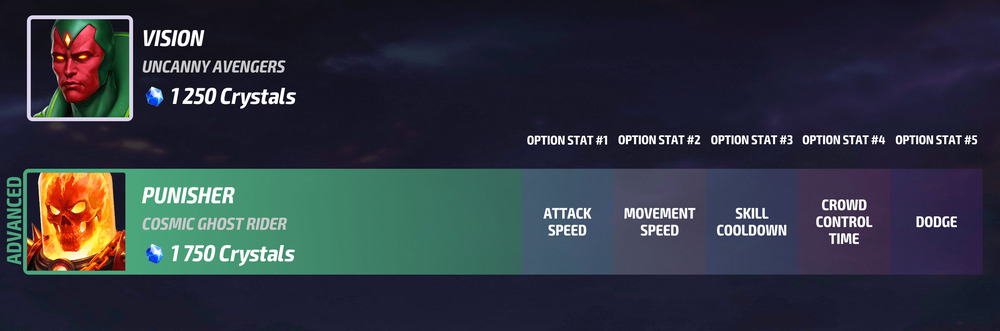 VISION
UNCANNY AVENGERS
1 250 Crystals
OPTION STAT #1 OPTION STAT #2 OPTION STAT #3 OPTION STAT #4 OPTION STAT #5
ADVANCED
PUNISHER
COSMIC GHOST RIDER
1 750 Crystals
ATTACK
SPEED
MOVEMENT
SPEED
SKILL
COOLDOWN
CROWD
CONTROL
TIME
DODGE